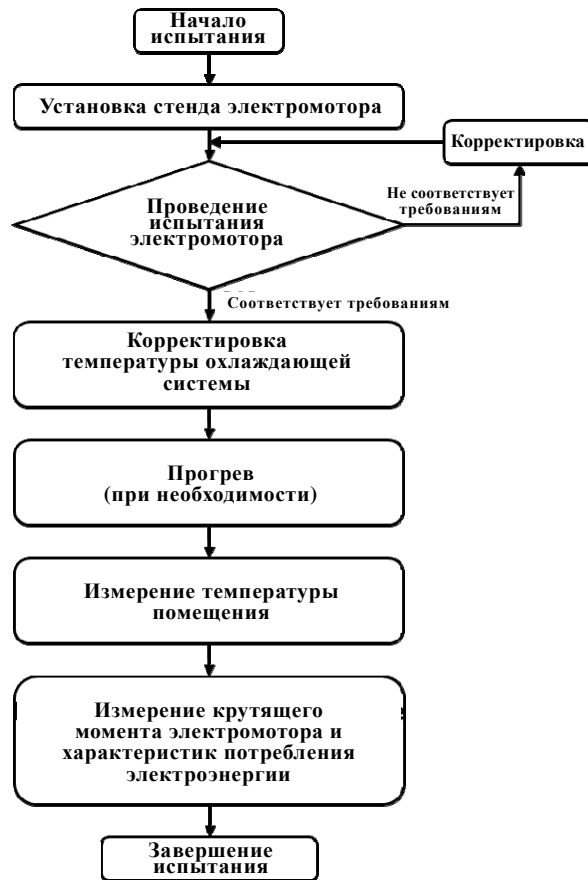 Начало
испытания
Установка стенда электромотора
Корректировка
Не соответствует
требованиям
Проведение
испытания
электромотора
Соответствует требованиям
Корректировка
температуры охлаждающей
системы
Прогрев
(при необходимости)
Измерение температуры
помещения
Измерение крутящего
момента электромотора и
характеристик потребления
электроэнергии
Завершение
испытания